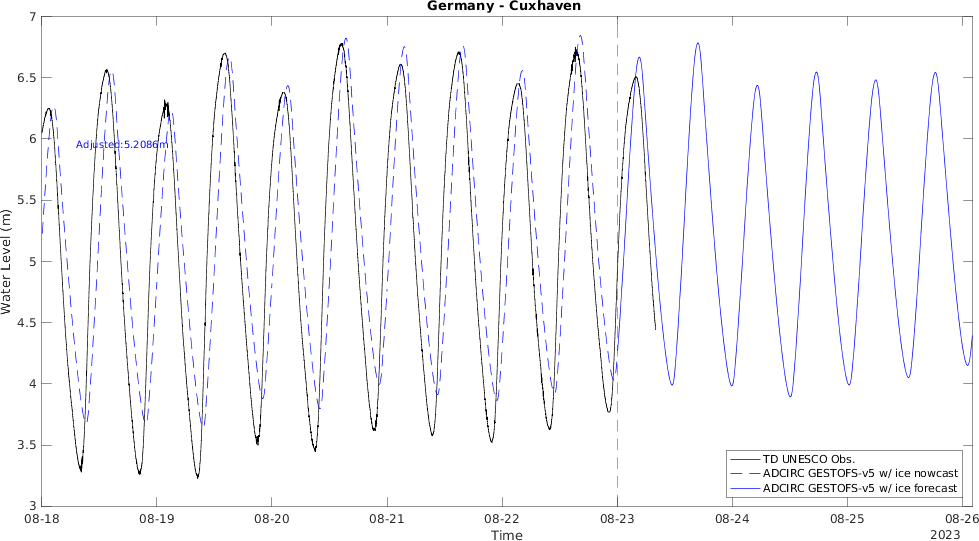 Germany - Cuxhaven
7
6.5
6
5.5
5
4.5
4
3.5
3
Water Level (m)
Adjusted:5.2086m
TD UNESCO Obs.
ADCIRC GESTOFS-v5 w/ ice nowcast
ADCIRC GESTOFS-v5 w/ ice forecast
08-18 08-19 08-20 08-21 08-22 08-23 08-24 08-25 08-26
Time
2023